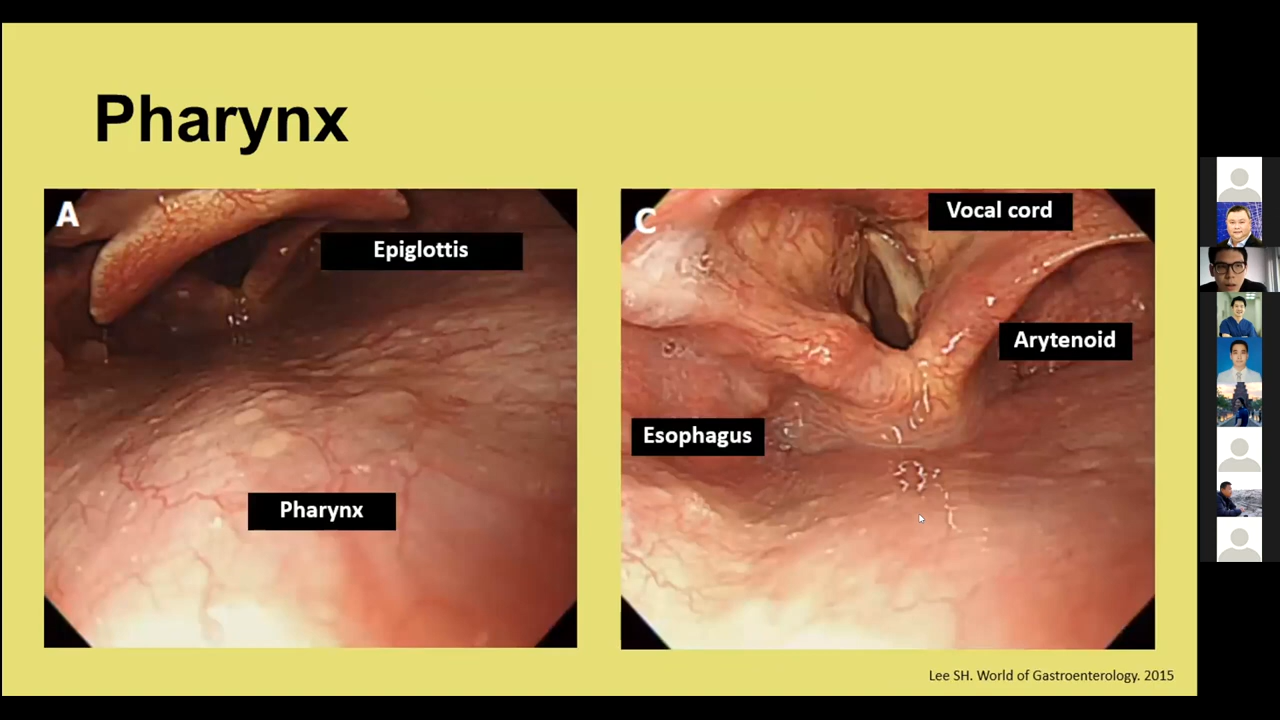 Pharynx
A
Epiglottis
Pharynx
C
Vocal cord
Arytenoid
Esophagus
Lee SH. World of Gastroenterology. 2015